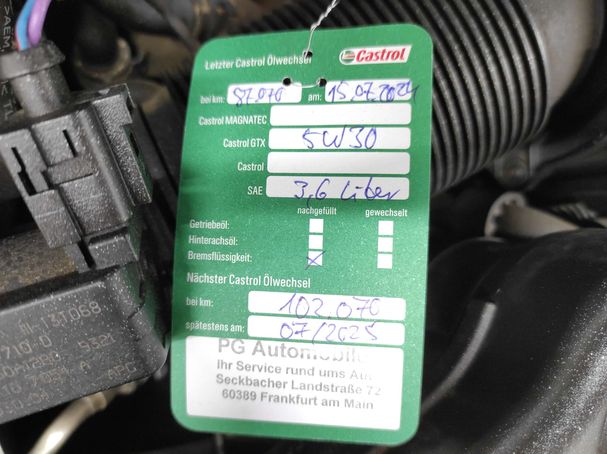 Letzter Castrol Ölwechsel Castrol
bei km: 87.070 am: 15.07.2024
Castrol MAGNATEC
Castrol GTX 5W30
Castrol
SAE 3,6 Liter
nachgefüllt gewechselt
Getriebeöl:
Hinterachsöl:
Bremsflüssigkeit: X
Nächster Castrol Ölwechsel
bei km: 102.070
spätestens am: 07/2025
PG Automobile
Ihr Service rund ums Au
Seckbacher Landstraße 72
60389 Frankfurt am Main